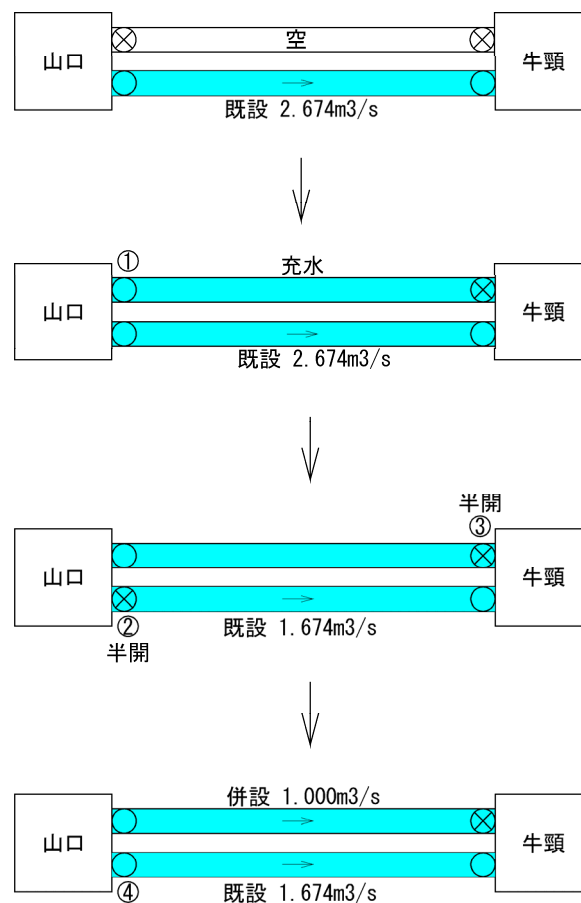 空
山口
牛頸
既設 2.674m3/s
①
充水
山口
牛頸
既設 2.674m3/s
半開
③
山口
牛頸
②
既設 1.674m3/s
半開
併設 1.000m3/s
山口
牛頸
④
既設 1.674m3/s